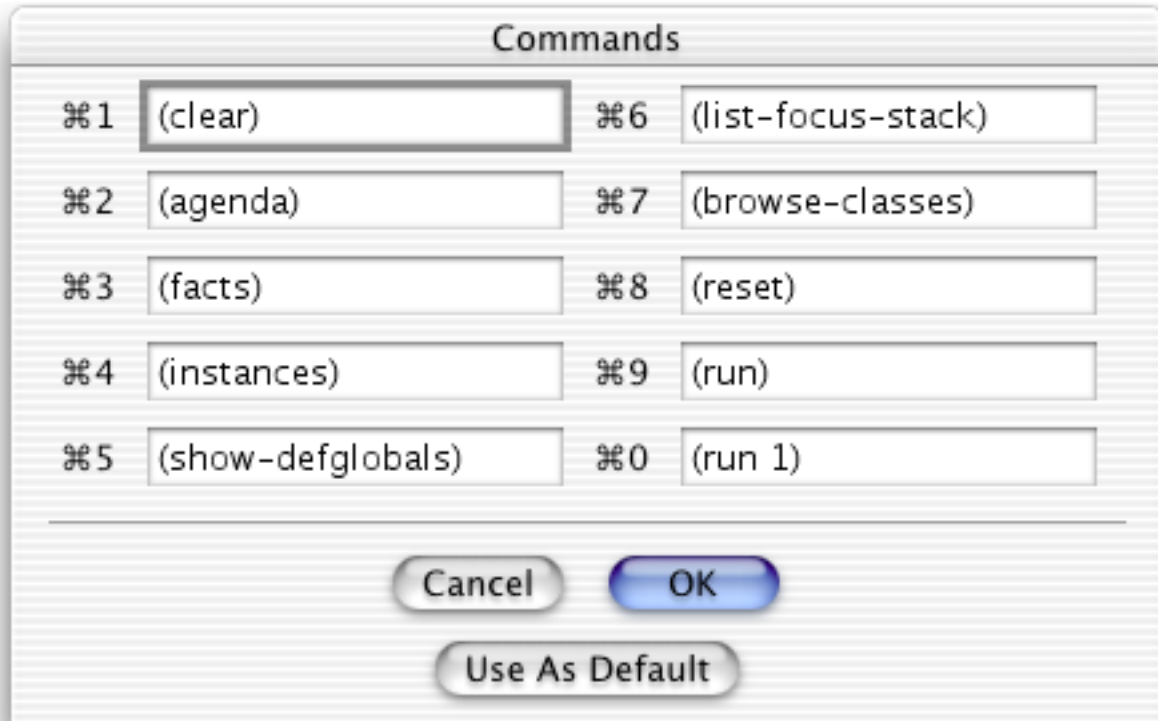 Commands
⌘1 (clear) ⌘6 (list-focus-stack)
⌘2 (agenda) ⌘7 (browse-classes)
⌘3 (facts) ⌘8 (reset)
⌘4 (instances) ⌘9 (run)
⌘5 (show-defglobals) ⌘0 (run 1)
Cancel OK
Use As Default